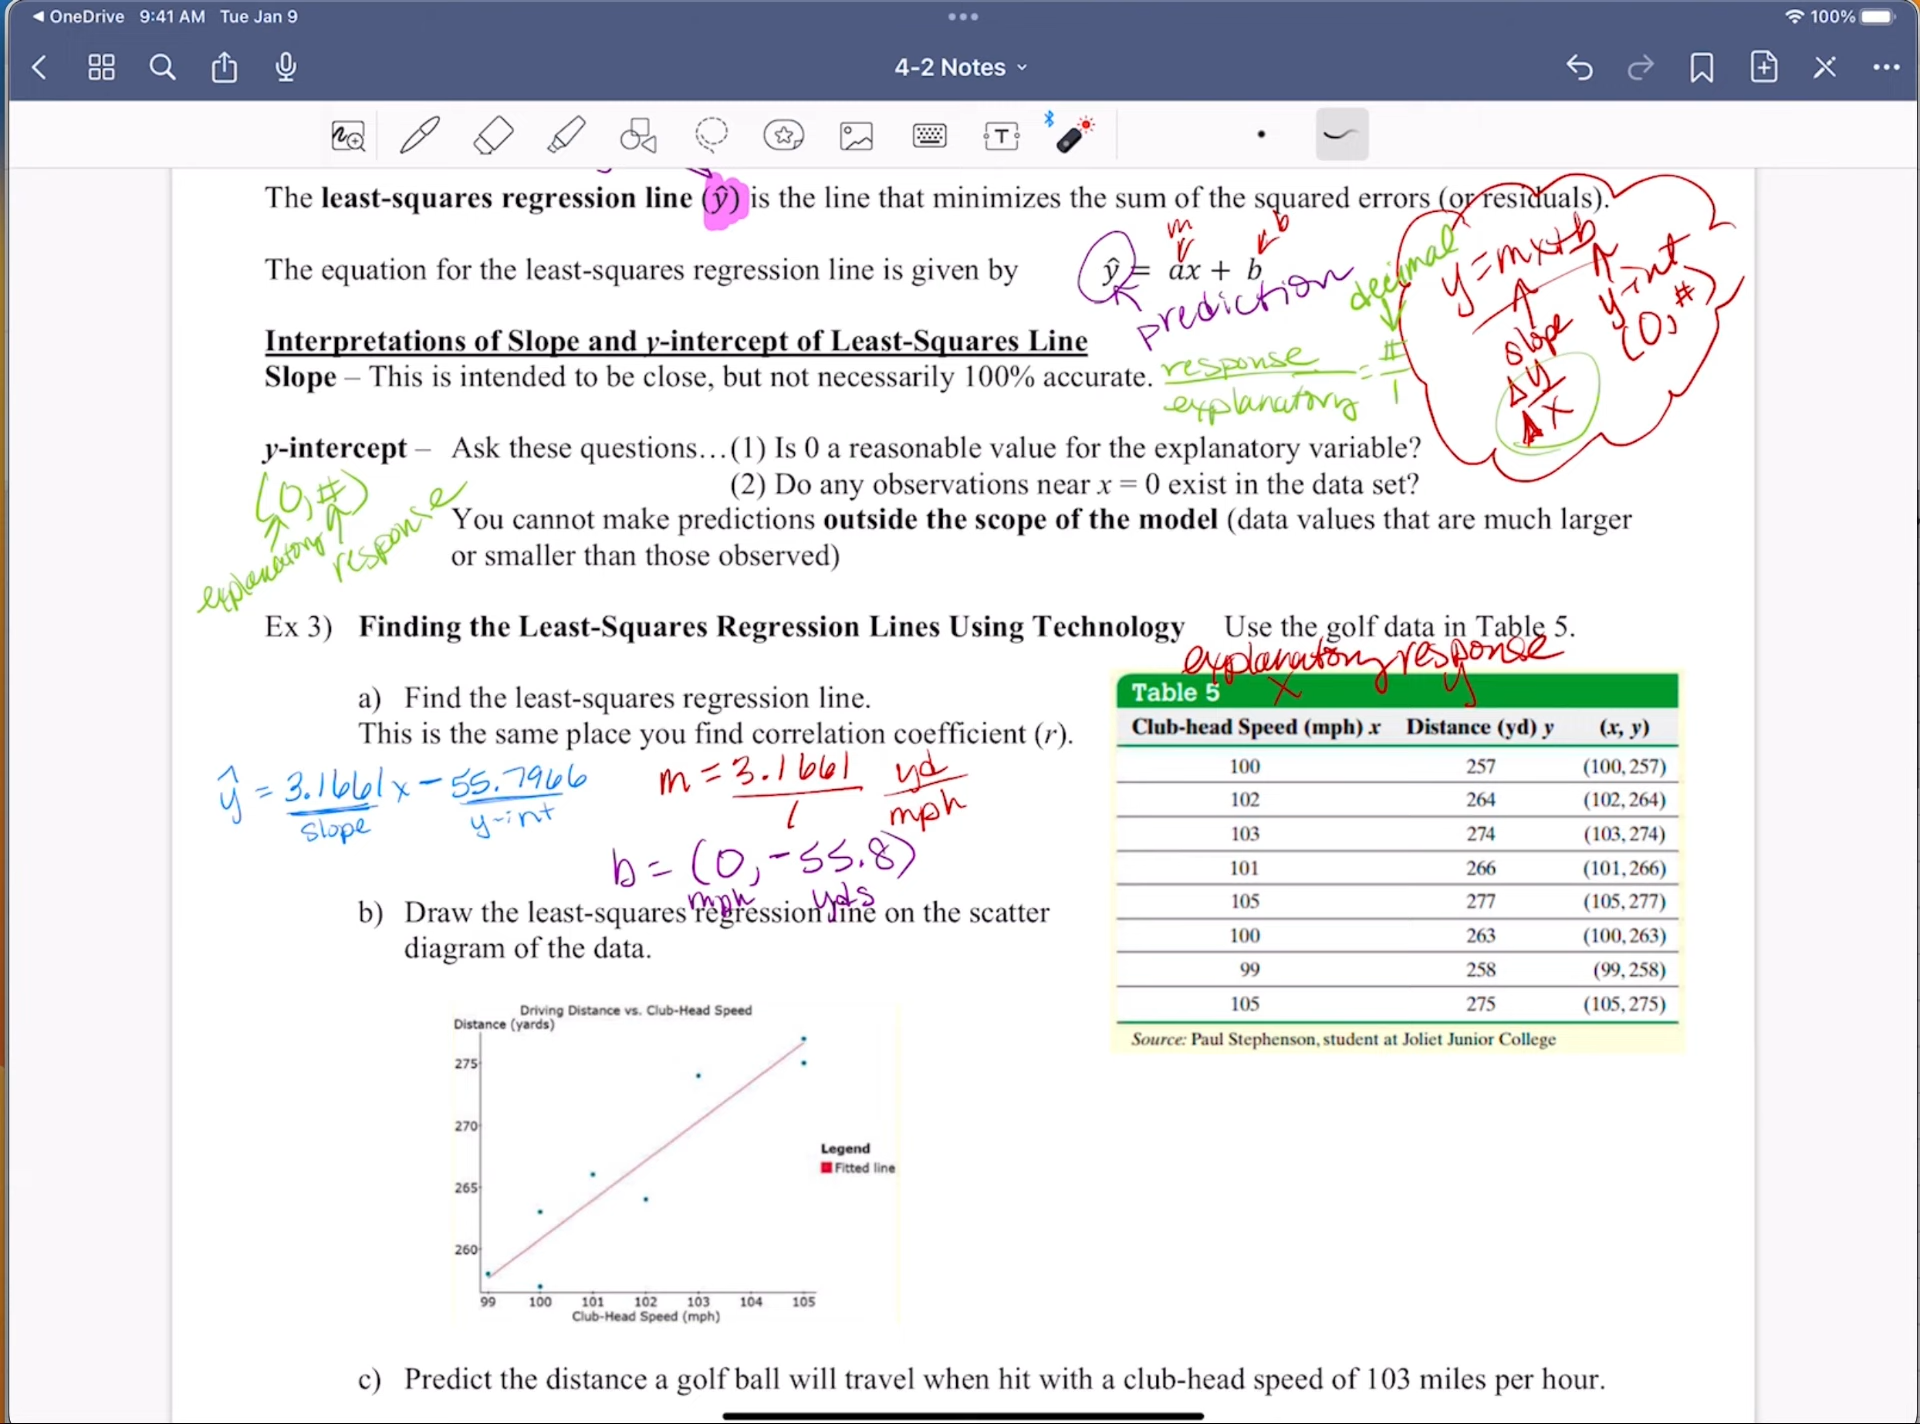 OneDrive 9:41 AM Tue Jan 9 100%
4-2 Notes
The least-squares regression line (ŷ) is the line that minimizes the sum of the squared errors (or residuals).
m b
The equation for the least-squares regression line is given by ŷ = ax + b
prediction
decimal
y = mx + b
slope
Δy
Δx
y-int
(0, #)
Interpretations of Slope and y-intercept of Least-Squares Line
Slope – This is intended to be close, but not necessarily 100% accurate.
response
explanatory
= #
1
y-intercept – Ask these questions…(1) Is 0 a reasonable value for the explanatory variable?
(2) Do any observations near x = 0 exist in the data set?
(0, #)
explanatory
response
You cannot make predictions outside the scope of the model (data values that are much larger
or smaller than those observed)
Ex 3) Finding the Least-Squares Regression Lines Using Technology Use the golf data in Table 5.
explanatory response
x y
a) Find the least-squares regression line.
This is the same place you find correlation coefficient (r).
ŷ = 3.1661x - 55.7966
slope y-int
m = 3.1661 yd
1 mph
b = (0, -55.8)
mph yds
Table 5
Club-head Speed (mph) x Distance (yd) y (x, y)
100 257 (100, 257)
102 264 (102, 264)
103 274 (103, 274)
101 266 (101, 266)
105 277 (105, 277)
100 263 (100, 263)
99 258 (99, 258)
105 275 (105, 275)
Source: Paul Stephenson, student at Joliet Junior College
b) Draw the least-squares regression line on the scatter
diagram of the data.
Driving Distance vs. Club-Head Speed
Distance (yards)
275
270
265
260
99 100 101 102 103 104 105
Club-Head Speed (mph)
Legend
Fitted line
c) Predict the distance a golf ball will travel when hit with a club-head speed of 103 miles per hour.